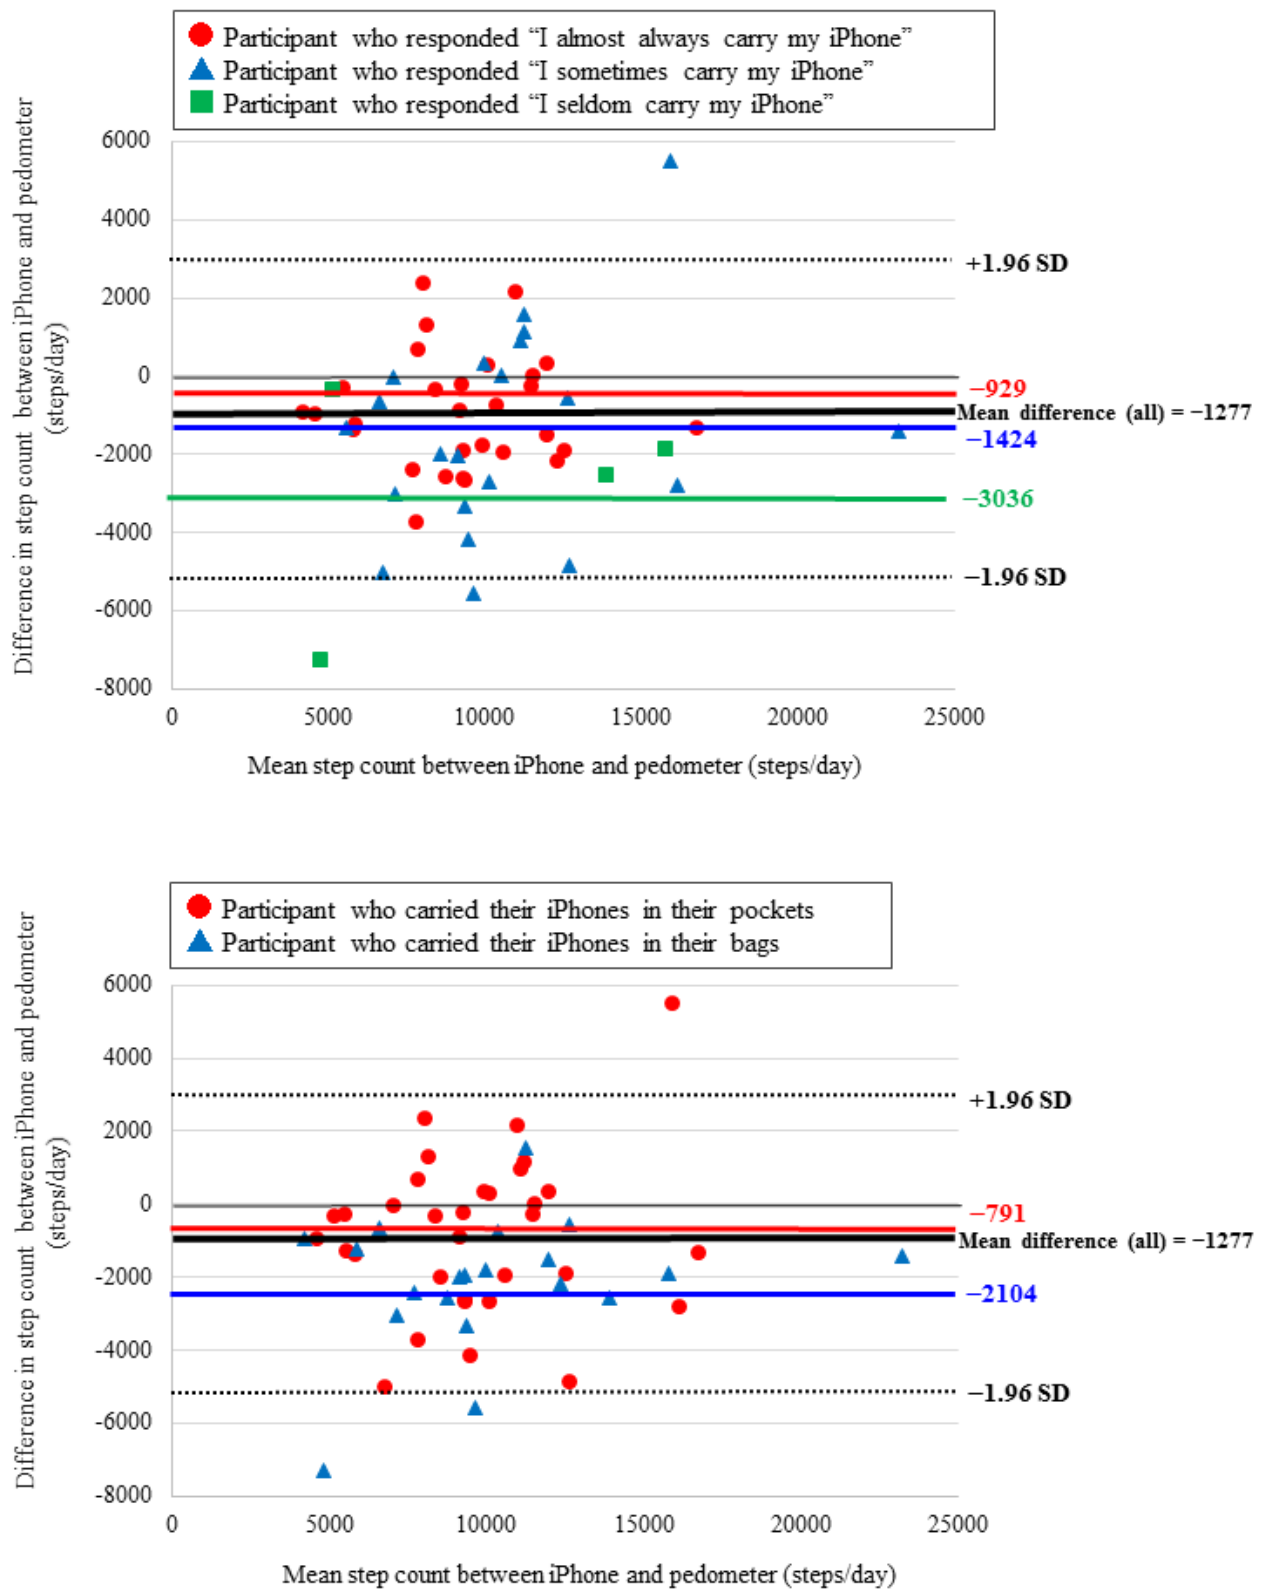 Participant who responded “I almost always carry my iPhone”
Participant who responded “I sometimes carry my iPhone”
Participant who responded “I seldom carry my iPhone”
Difference in step count between iPhone and pedometer
(steps/day)
6000
4000
2000
0
-2000
-4000
-6000
-8000
+1.96 SD
−929
Mean difference (all) = −1277
−1424
−3036
−1.96 SD
0
5000
10000
15000
20000
25000
Mean step count between iPhone and pedometer (steps/day)
Participant who carried their iPhones in their pockets
Participant who carried their iPhones in their bags
Difference in step count between iPhone and pedometer
(steps/day)
6000
4000
2000
0
-2000
-4000
-6000
-8000
+1.96 SD
−791
Mean difference (all) = −1277
−2104
−1.96 SD
0
5000
10000
15000
20000
25000
Mean step count between iPhone and pedometer (steps/day)